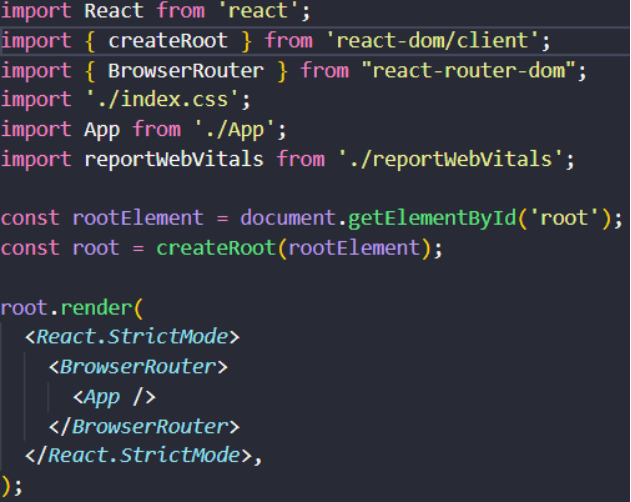 import React from 'react';
import { createRoot } from 'react-dom/client';
import { BrowserRouter } from "react-router-dom";
import './index.css';
import App from './App';
import reportWebVitals from './reportWebVitals';

const rootElement = document.getElementById('root');
const root = createRoot(rootElement);

root.render(
  <React.StrictMode>
    <BrowserRouter>
      <App />
    </BrowserRouter>
  </React.StrictMode>,
);